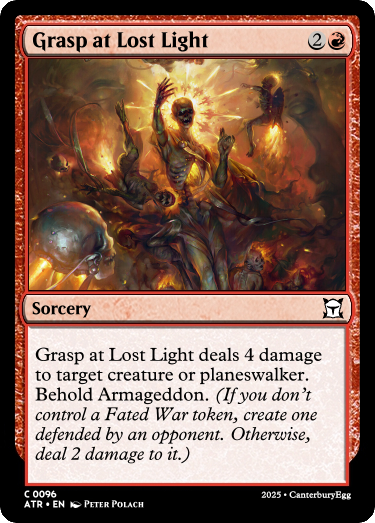 Grasp at Lost Light 2
Sorcery
Grasp at Lost Light deals 4 damage
to target creature or planeswalker.
Behold Armageddon. (If you don't
control a Fated War token, create one
defended by an opponent. Otherwise,
deal 2 damage to it.)
C 0096
2025 • CanterburyEgg
ATR • EN Peter Polach